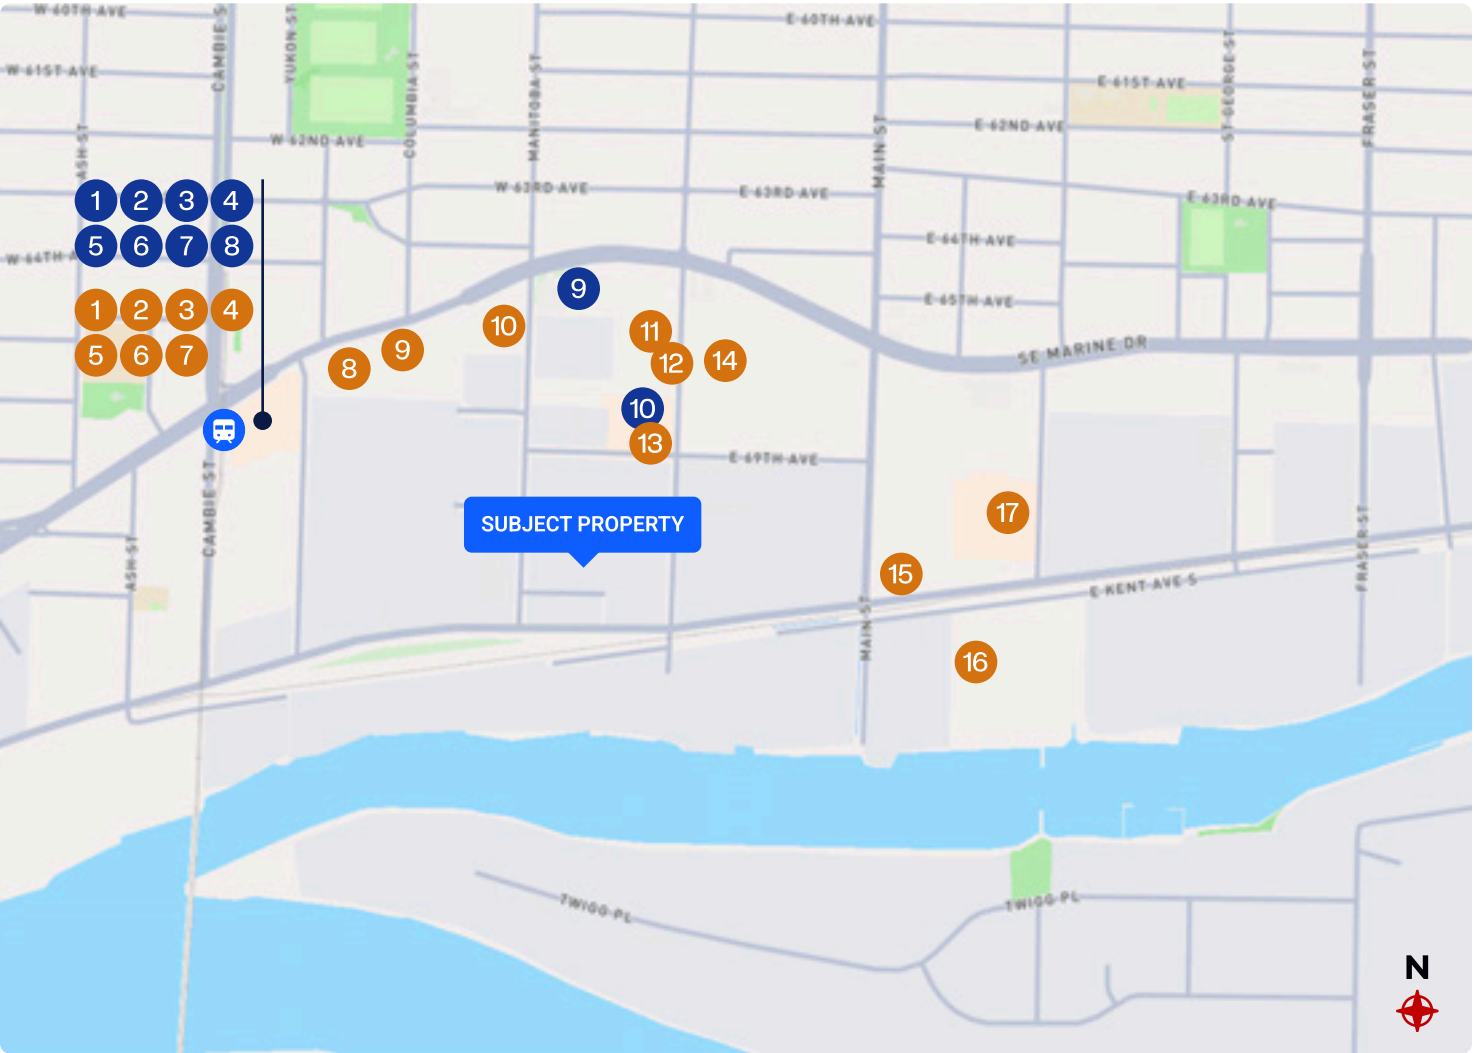 W 60TH AVE
CAMBIE S
YUKON ST
E 60TH AVE
W 61ST AVE
COLUMBIA ST
MANITOBA ST
E 61ST AVE
ST GEORGE ST
FRASER ST
ASH ST
W 62ND AVE
MAIN ST
E 62ND AVE
W 63RD AVE
E 63RD AVE
E 63RD AVE
1 2 3 4
5 6 7 8
W 64TH A
E 64TH AVE
9
E 65TH AVE
1 2 3 4
5 6 7
10
11
8
9
12
14
SE MARINE DR
10
13
E 69TH AVE
CAMBIE ST
SUBJECT PROPERTY
17
ASH ST
15
FRASER ST
E KENT AVE S
MAIN ST
16
TWIGG PL
TWIGG PL
N